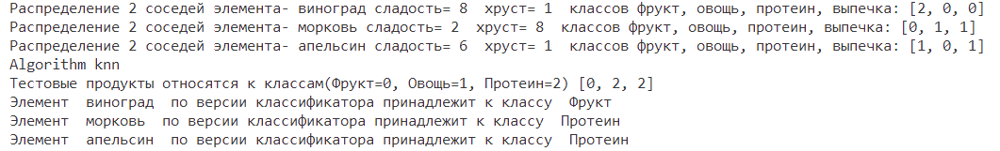 Распределение 2 соседей элемента- виноград сладость= 8  хруст= 1  классов фрукт, овощь, протеин, выпечка: [2, 0, 0]
Распределение 2 соседей элемента- морковь сладость= 2  хруст= 8  классов фрукт, овощь, протеин, выпечка: [0, 1, 1]
Распределение 2 соседей элемента- апельсин сладость= 6  хруст= 1  классов фрукт, овощь, протеин, выпечка: [1, 0, 1]
Algorithm knn
Тестовые продукты относятся к классам(Фрукт=0, Овощь=1, Протеин=2) [0, 2, 2]
Элемент  виноград  по версии классификатора принадлежит к классу  Фрукт
Элемент  морковь  по версии классификатора принадлежит к классу  Протеин
Элемент  апельсин  по версии классификатора принадлежит к классу  Протеин